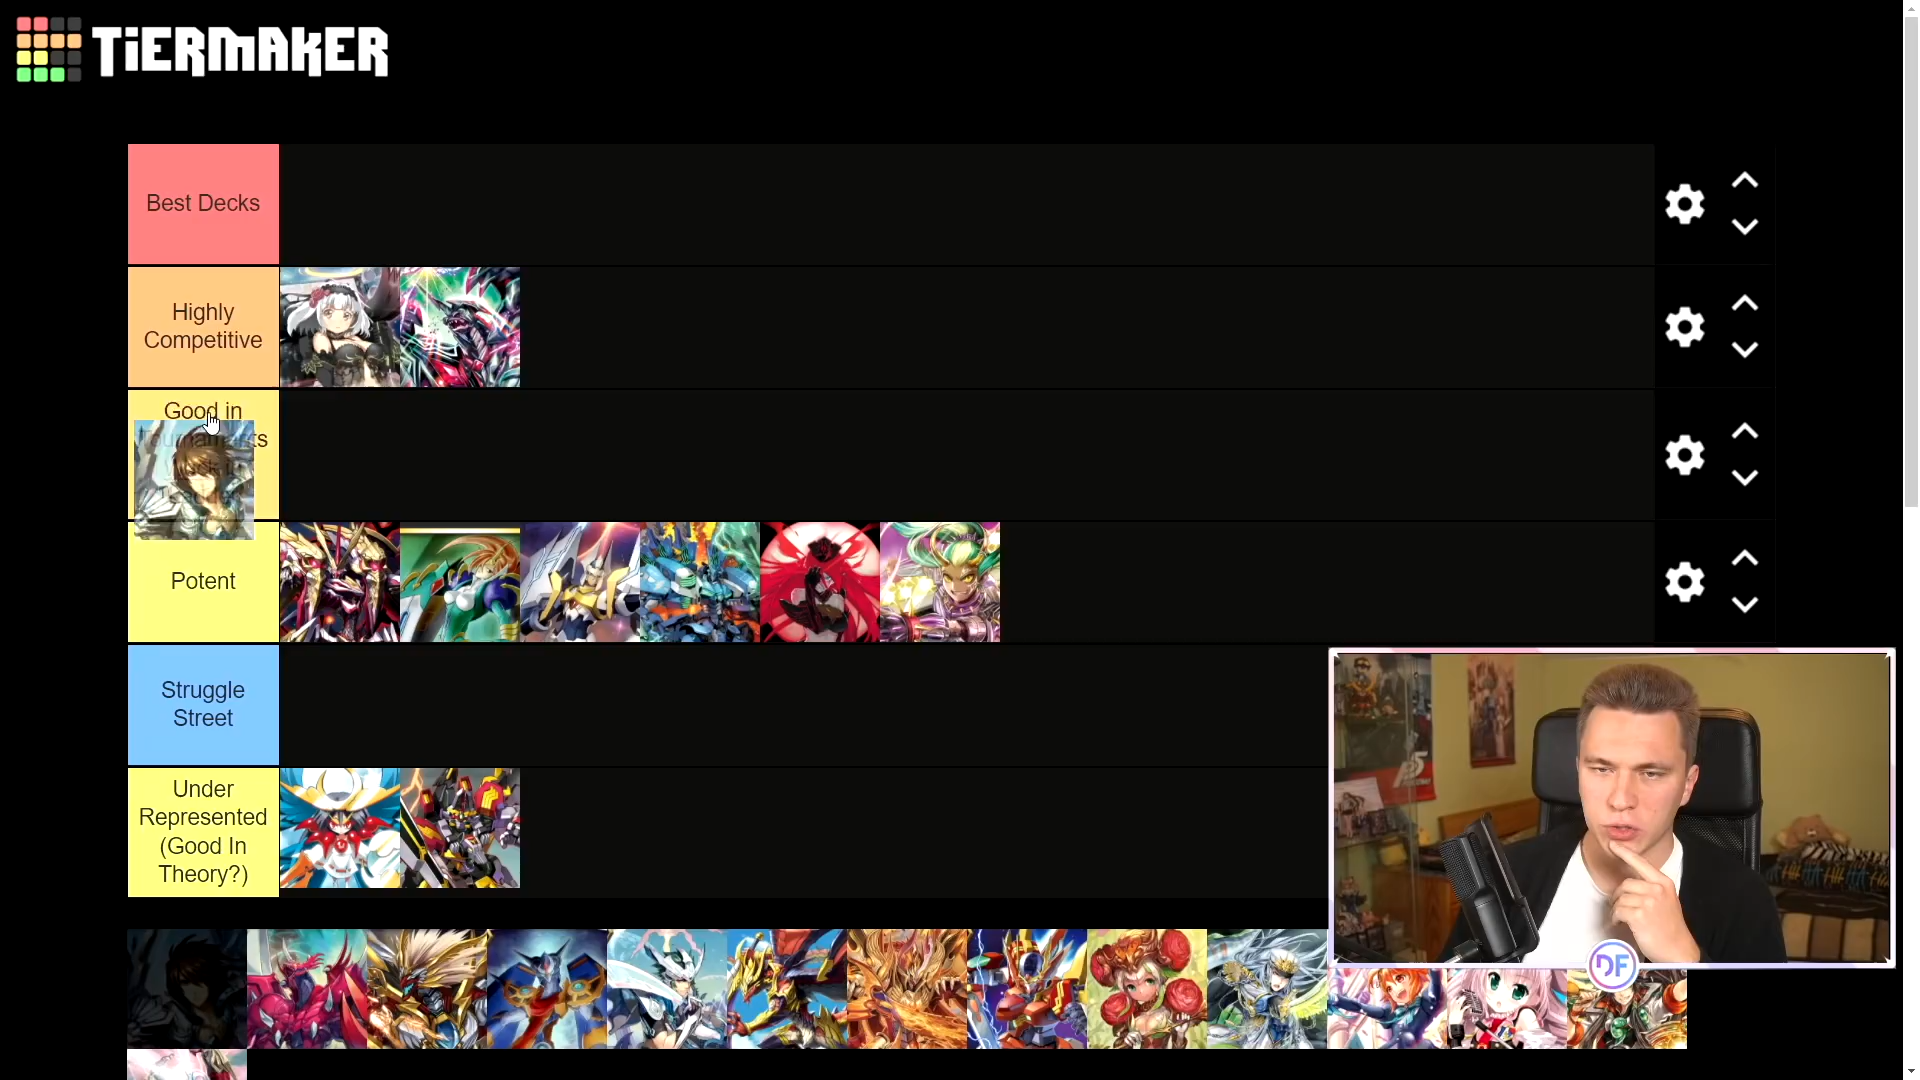 TiERMAKER
Best Decks
Highly
Competitive
Good in
Potent
Struggle
Street
Under
Represented
(Good In
Theory?)
DF